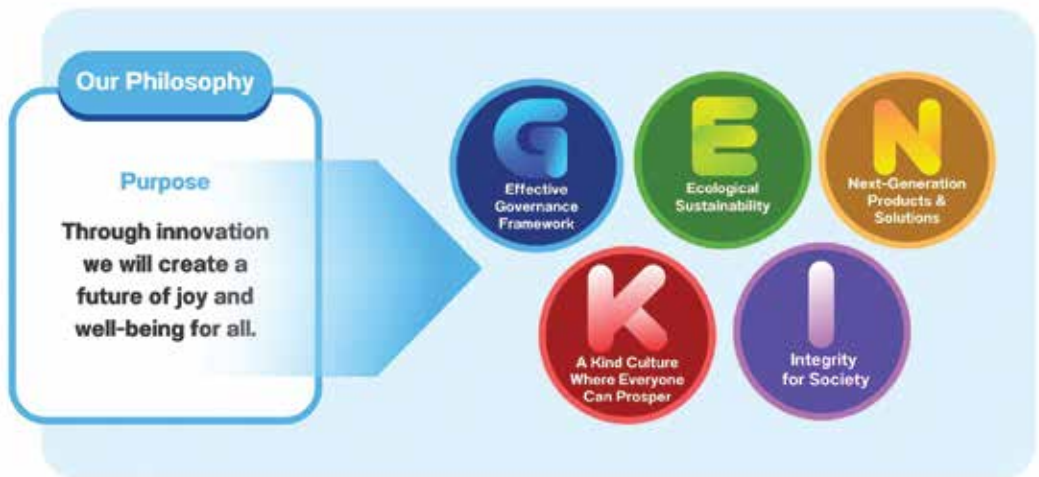 Our Philosophy
Purpose
Through innovation
we will create a
future of joy and
well-being for all.
G
Effective
Governance
Framework
E
Ecological
Sustainability
N
Next-Generation
Products &
Solutions
K
A Kind Culture
Where Everyone
Can Prosper
I
Integrity
for Society